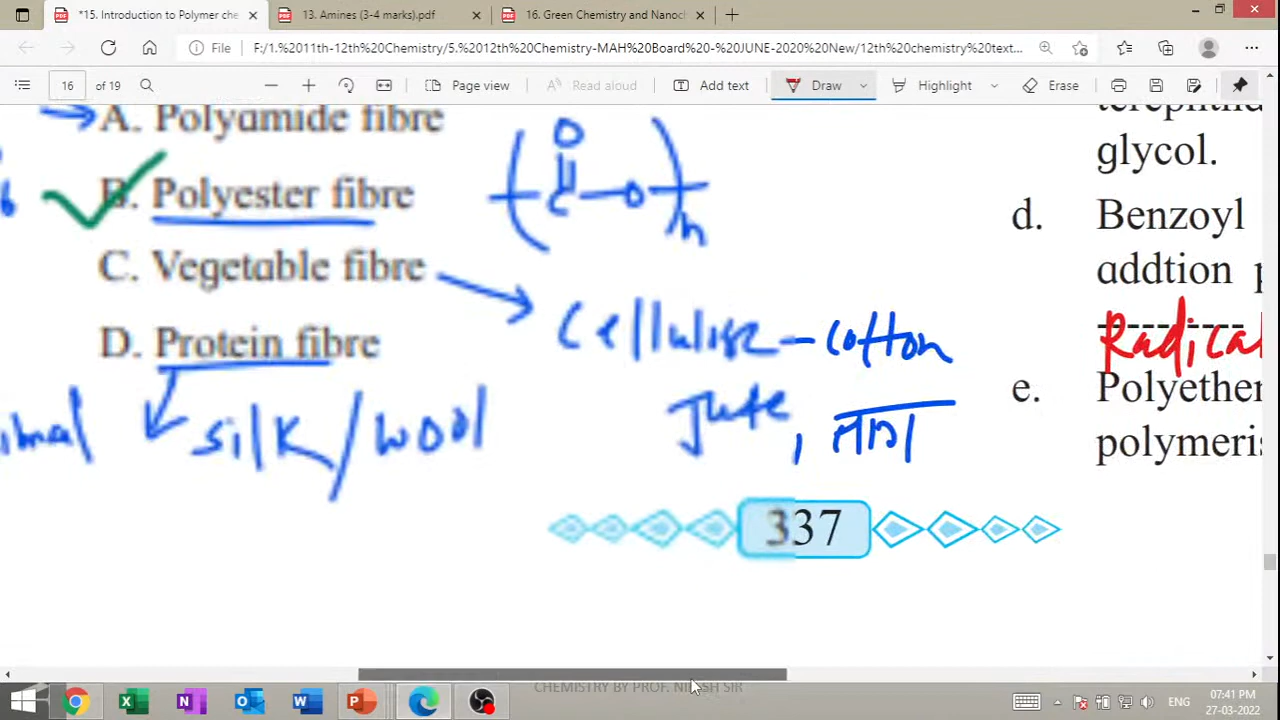 *15. Introduction to Polymer che
13. Amines (3-4 marks).pdf
16. Green Chemistry and Nanoch
File
F:/1.%2011th-12th%20Chemistry/5.%2012th%20Chemistry-MAH%20Board%20-%20JUNE-2020%20New/12th%20chemistry%20text...
16 of 19
Page view
Read aloud
Add text
Draw
Highlight
Erase
A. Polyamide fibre
B. Polyester fibre
C. Vegetable fibre
D. Protein fibre
O
C-O
n
Cellulose - Cotton
Jute,
silk/wool
glycol.
d. Benzoyl
addtion p
Radical
e. Polyether
polymeris
337
CHEMISTRY BY PROF. NILESH SIR
ENG
07:41 PM
27-03-2022